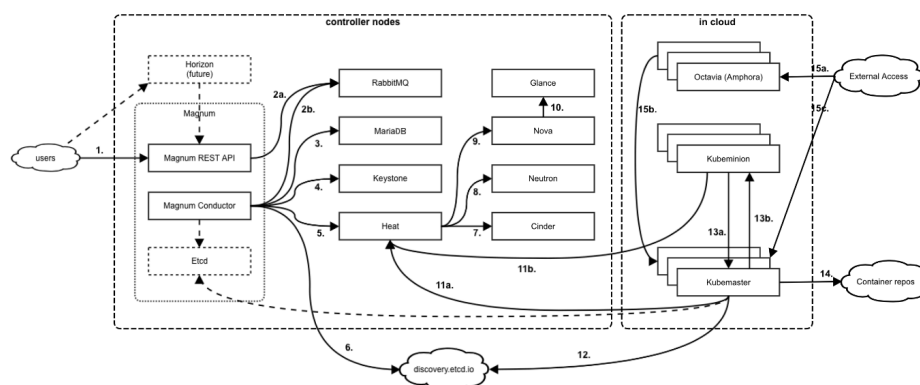 controller nodes
in cloud
Horizon
(future)
Magnum
users
1.
Magnum REST API
Magnum Conductor
Etcd
2a.
2b.
3.
4.
5.
6.
RabbitMQ
MariaDB
Keystone
Heat
Glance
10.
Nova
9.
Neutron
8.
Cinder
7.
11b.
11a.
12.
discovery.etcd.io
Octavia (Amphora)
15a.
External Access
15b.
15c.
Kubeminion
13a.
13b.
Kubemaster
14.
Container repos